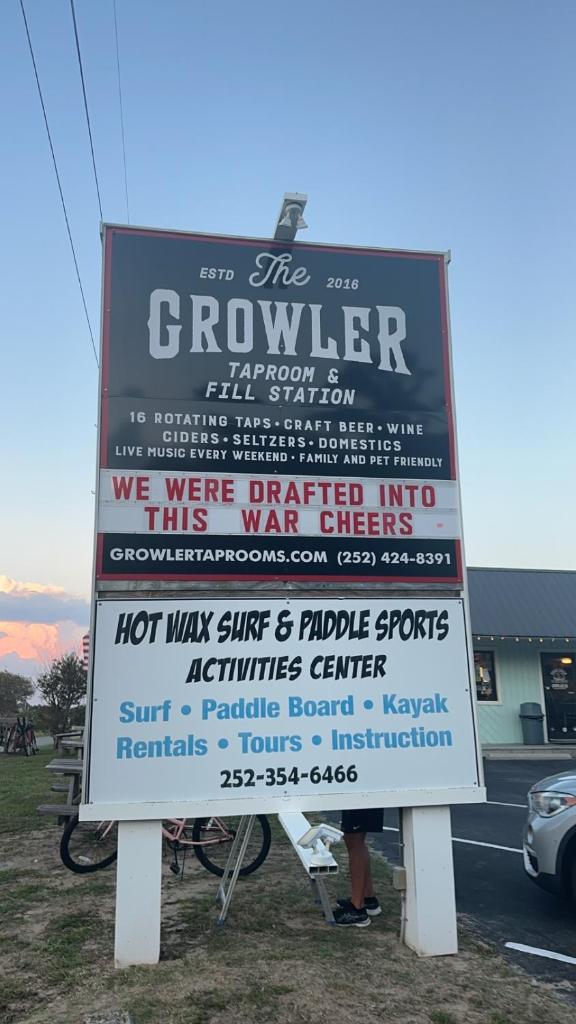 ESTD The 2016
GROWLER
TAPROOM &
FILL STATION
16 ROTATING TAPS • CRAFT BEER • WINE
CIDERS • SELTZERS • DOMESTICS
LIVE MUSIC EVERY WEEKEND • FAMILY AND PET FRIENDLY
WE WERE DRAFTED INTO
THIS WAR CHEERS
GROWLERTAPROOMS.COM (252) 424-8391
HOT WAX SURF & PADDLE SPORTS
ACTIVITIES CENTER
Surf • Paddle Board • Kayak
Rentals • Tours • Instruction
252-354-6466